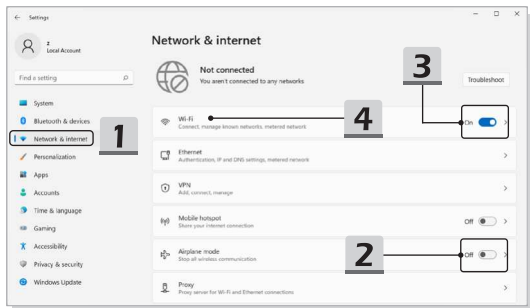 Settings
z
Local Account
Find a setting
System
Bluetooth & devices
Network & internet
Personalization
Apps
Accounts
Time & language
Gaming
Accessibility
Privacy & security
Windows Update
1
Network & internet
Not connected
You aren't connected to any networks
Troubleshoot
3
Wi-Fi
Connect, manage known networks, metered network
4
On
Ethernet
Authentication, IP and DNS settings, metered network
VPN
Add, connect, manage
Mobile hotspot
Share your internet connection
Off
Airplane mode
Stop all wireless communication
2
Off
Proxy
Proxy server for Wi-Fi and Ethernet connections